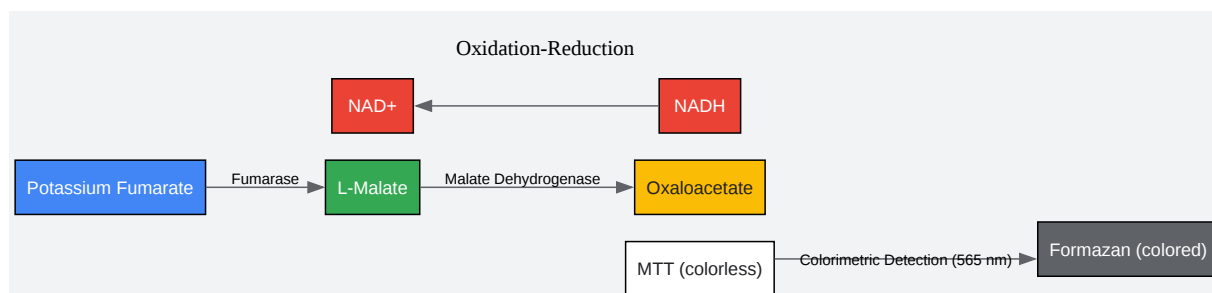 Oxidation-Reduction
NAD+
NADH
Potassium Fumarate
Fumarase
L-Malate
Malate Dehydrogenase
Oxaloacetate
MTT (colorless)
Colorimetric Detection (565 nm)
Formazan (colored)